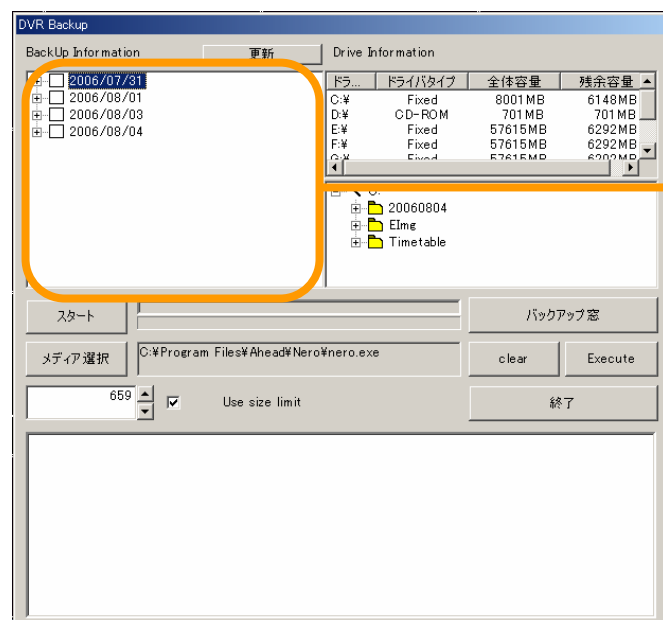 DVR Backup
BackUp Information
更新
Drive Information
2006/07/31
2006/08/01
2006/08/03
2006/08/04
ドラ... ドライバタイプ 全体容量 残余容量
C:¥ Fixed 8001MB 6148MB
D:¥ CD-ROM 701MB 701MB
E:¥ Fixed 57615MB 6292MB
F:¥ Fixed 57615MB 6292MB
G:¥ Fixed 57615MB 6292MB
20060804
EImg
Timetable
スタート
バックアップ窓
メディア選択
C:¥Program Files¥Ahead¥Nero¥nero.exe
clear
Execute
659
Use size limit
終了